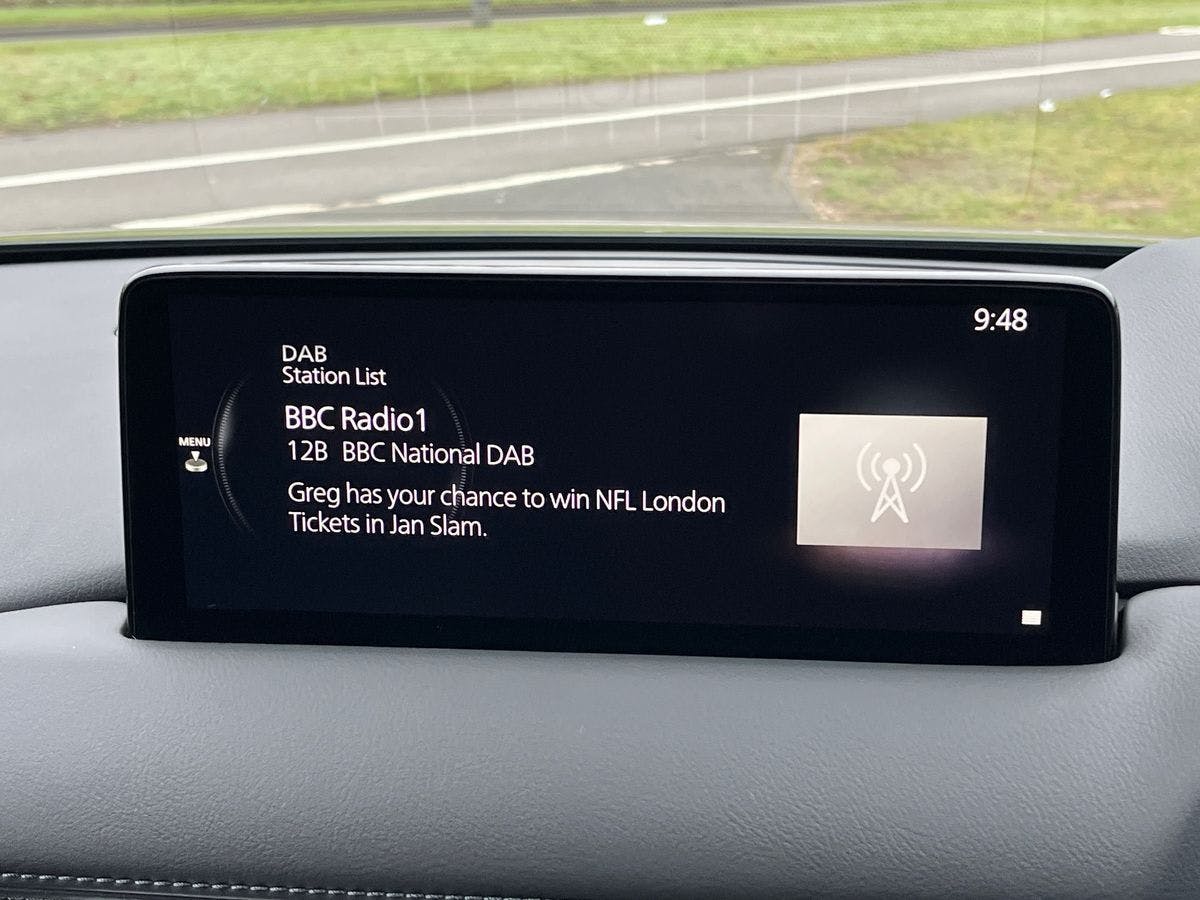 9:48
DAB
Station List
BBC Radio1
MENU
12B BBC National DAB
Greg has your chance to win NFL London
Tickets in Jan Slam.